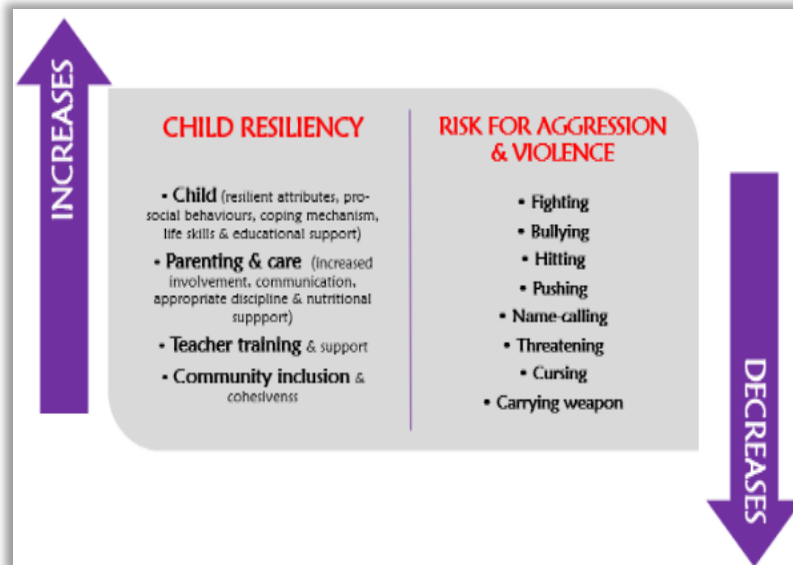 INCREASES
CHILD RESILIENCY
• Child (resilient attributes, pro-
social behaviours, coping mechanism,
life skills & educational support)
• Parenting & care (increased
involvement, communication,
appropriate discipline & nutritional
suppport)
• Teacher training & support
• Community inclusion &
cohesivenss
RISK FOR AGGRESSION
& VIOLENCE
• Fighting
• Bullying
• Hitting
• Pushing
• Name-calling
• Threatening
• Cursing
• Carrying weapon
DECREASES